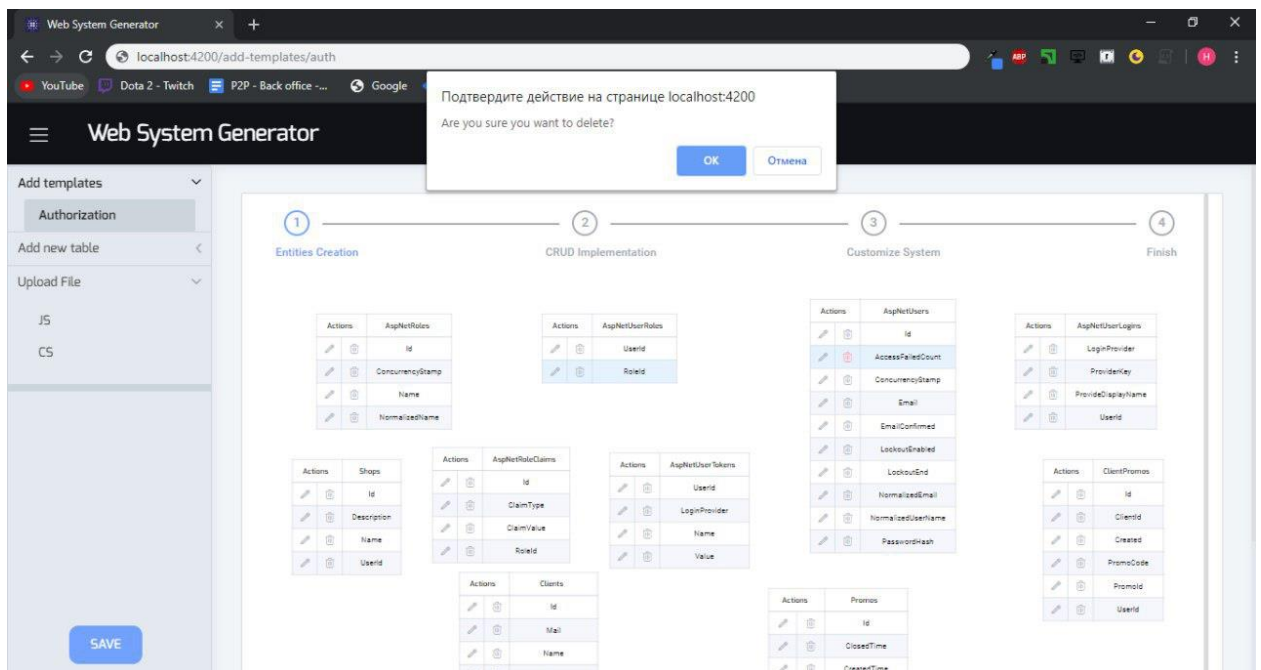 Web System Generator
localhost:4200/add-templates/auth
YouTube Dota 2 - Twitch P2P - Back office -... Google
Подтвердите действие на странице localhost:4200
Are you sure you want to delete?
OK Отмена
Web System Generator
Add templates
Authorization
Add new table
Upload File
JS
CS
SAVE
1 2 3 4
Entities Creation CRUD Implementation Customize System Finish
Actions AspNetRoles
Id
ConcurrencyStamp
Name
NormalizedName
Actions AspNetUserRoles
UserId
RoleId
Actions AspNetUsers
Id
AccessFailedCount
ConcurrencyStamp
Email
EmailConfirmed
LockoutEnabled
LockoutEnd
NormalizedEmail
NormalizedUserName
PasswordHash
Actions AspNetUserLogins
LoginProvider
ProviderKey
ProvideDisplayName
UserId
Actions Shops
Id
Description
Name
UserId
Actions AspNetRoleClaims
Id
ClaimType
ClaimValue
RoleId
Actions AspNetUserTokens
UserId
LoginProvider
Name
Value
Actions ClientPromos
Id
ClientId
Created
PromoCode
PromoId
UserId
Actions Clients
Id
Mail
Name
Actions Promos
Id
ClosedTime
CreatedTime